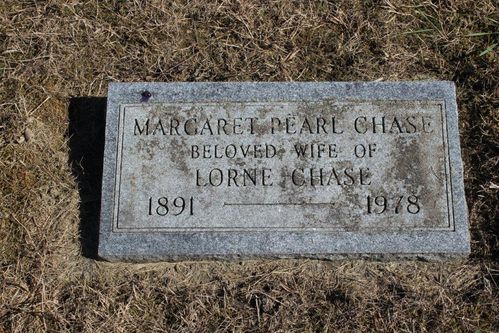 MARGARET PEARL CHASE
BELOVED WIFE OF
LORNE CHASE
1891 1978